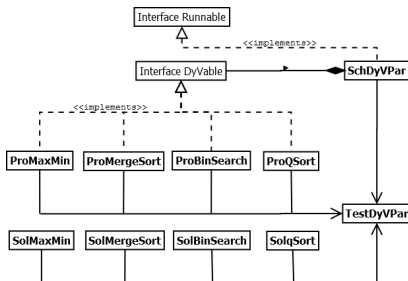 Interface Runnable
<<implements>>
Interface DyVable
SchDyVPar
<<implements>>
ProMaxMin
ProMergeSort
ProBinSearch
ProQSort
TestDyVPar
SolMaxMin
SolMergeSort
SolBinSearch
SolqSort